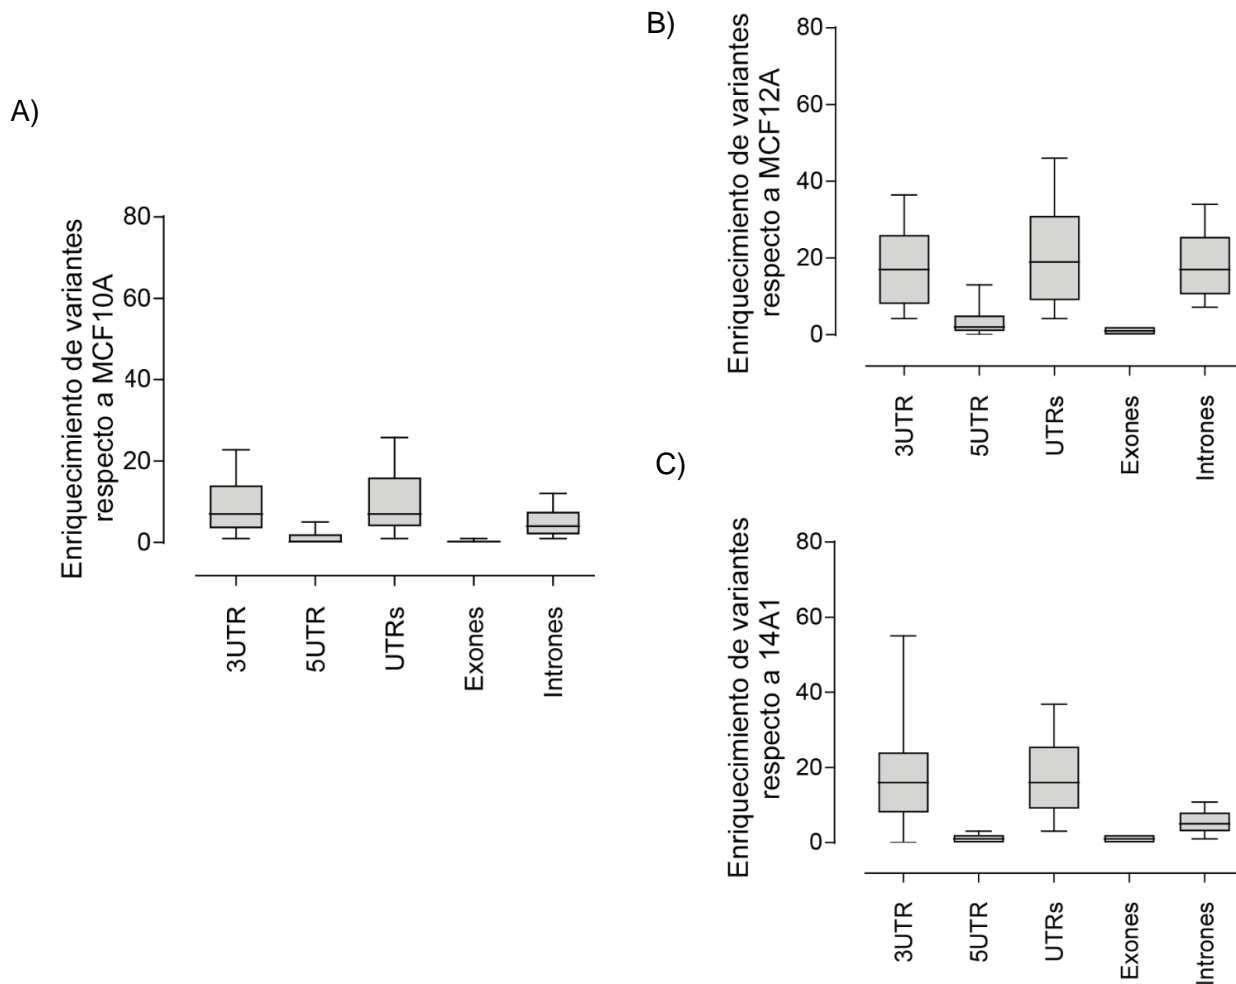 A)
Enriquecimiento de variantes
respecto a MCF10A
80
60
40
20
0
3UTR
5UTR
UTRs
Exones
Intrones
B)
Enriquecimiento de variantes
respecto a MCF12A
80
60
40
20
0
3UTR
5UTR
UTRs
Exones
Intrones
C)
Enriquecimiento de variantes
respecto a 14A1
80
60
40
20
0
3UTR
5UTR
UTRs
Exones
Intrones